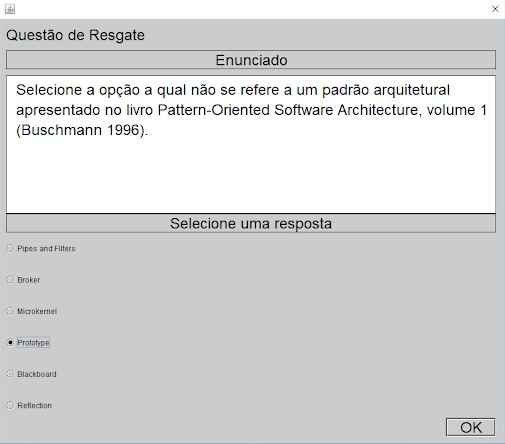 Questão de Resgate
Enunciado
Selecione a opção a qual não se refere a um padrão arquitetural
apresentado no livro Pattern-Oriented Software Architecture, volume 1
(Buschmann 1996).
Selecione uma resposta
Pipes and Filters
Broker
Microkernel
Prototype
Blackboard
Reflection
OK